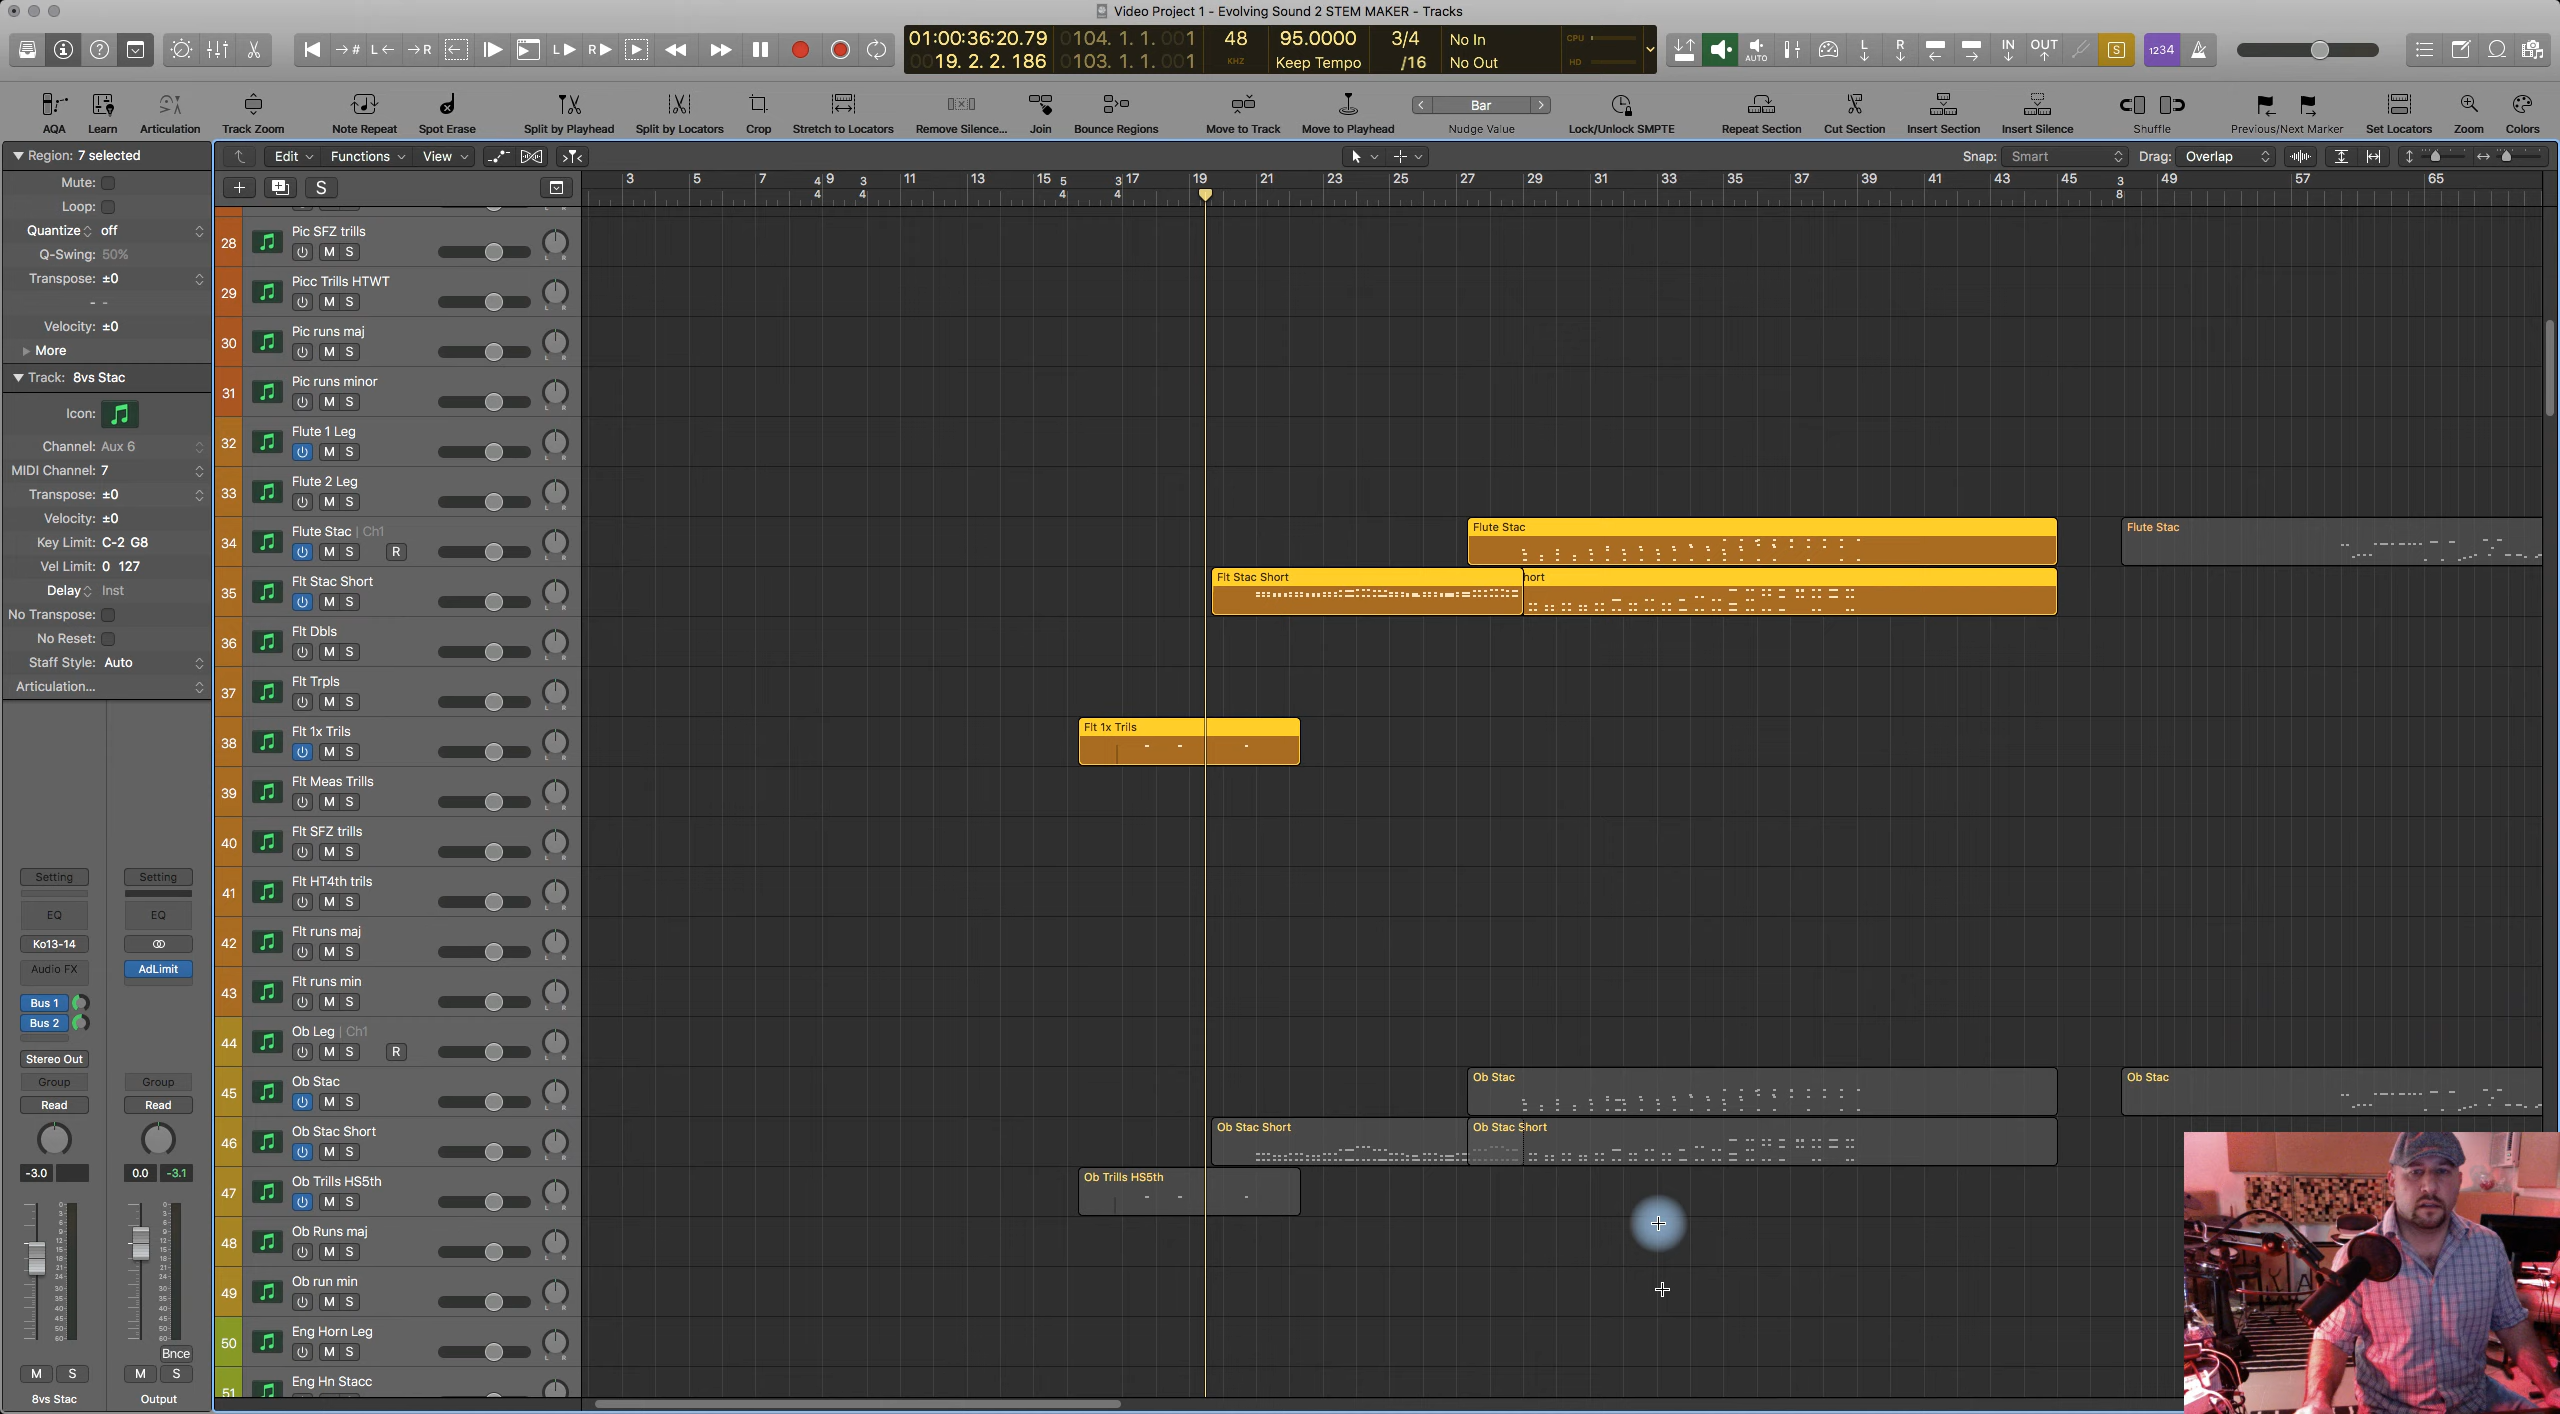 Video Project 1 - Evolving Sound 2 STEM MAKER - Tracks
01:00:36:20.79 0104. 1. 1. 001 48 95.0000 3/4 No In CPU
0019. 2. 2. 186 0103. 1. 1. 001 KHZ Keep Tempo /16 No Out HD
→# L← →R L R AUTO L R IN OUT S 1234
AQA Learn Articulation Track Zoom Note Repeat Spot Erase Split by Playhead Split by Locators Crop Stretch to Locators Remove Silence... Join Bounce Regions Move to Track Move to Playhead Bar Nudge Value Lock/Unlock SMPTE Repeat Section Cut Section Insert Section Insert Silence Shuffle Previous/Next Marker Set Locators Zoom Colors
Region: 7 selected
Edit Functions View Snap: Smart Drag: Overlap
S
3 5 7 4/4 9 3/4 11 13 15 5/4 3/4 17 19 21 23 25 27 29 31 33 35 37 39 41 43 45 3/8 49 57 65
Mute:
Loop:
Quantize off
Q-Swing: 50%
Transpose: ±0
- -
Velocity: ±0
More
Track: 8vs Stac
Icon:
Channel: Aux 6
MIDI Channel: 7
Transpose: ±0
Velocity: ±0
Key Limit: C-2 G8
Vel Limit: 0 127
Delay Inst
No Transpose:
No Reset:
Staff Style: Auto
Articulation...
Setting Setting
EQ EQ
Ko13-14
Audio FX AdLimit
Bus 1
Bus 2
Stereo Out
Group Group
Read Read
-3.0 0.0 -3.1
Bnce
M S M S
8vs Stac Output
28 Pic SFZ trills
M S
29 Picc Trills HTWT
M S
30 Pic runs maj
M S
31 Pic runs minor
M S
32 Flute 1 Leg
M S
33 Flute 2 Leg
M S
34 Flute Stac | Ch1
M S R
Flute Stac Flute Stac
35 Flt Stac Short
M S
Flt Stac Short hort
36 Flt Dbls
M S
37 Flt Trpls
M S
38 Flt 1x Trils
M S
Flt 1x Trils
39 Flt Meas Trills
M S
40 Flt SFZ trills
M S
41 Flt HT4th trils
M S
42 Flt runs maj
M S
43 Flt runs min
M S
44 Ob Leg | Ch1
M S R
45 Ob Stac
M S
Ob Stac Ob Stac
46 Ob Stac Short
M S
Ob Stac Short Ob Stac Short
47 Ob Trills HS5th
M S
Ob Trills HS5th
48 Ob Runs maj
M S
49 Ob run min
M S
50 Eng Horn Leg
M S
51 Eng Hn Stacc